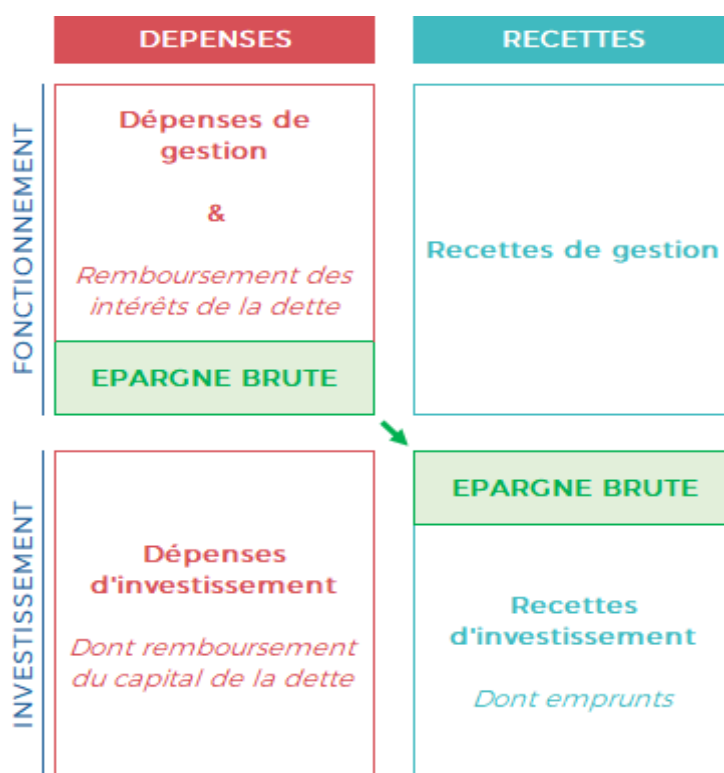 DEPENSES
RECETTES
FONCTIONNEMENT
Dépenses de
gestion
&
Remboursement des
intérêts de la dette
EPARGNE BRUTE
Recettes de gestion
INVESTISSEMENT
Dépenses
d'investissement
Dont remboursement
du capital de la dette
EPARGNE BRUTE
Recettes
d'investissement
Dont emprunts